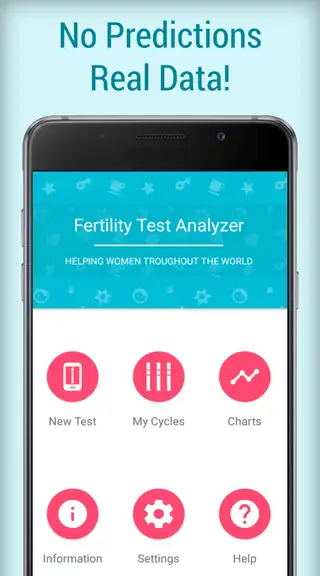 No Predictions
Real Data!
Fertility Test Analyzer
HELPING WOMEN TROUGHOUT THE WORLD
New Test
My Cycles
Charts
Information
Settings
Help